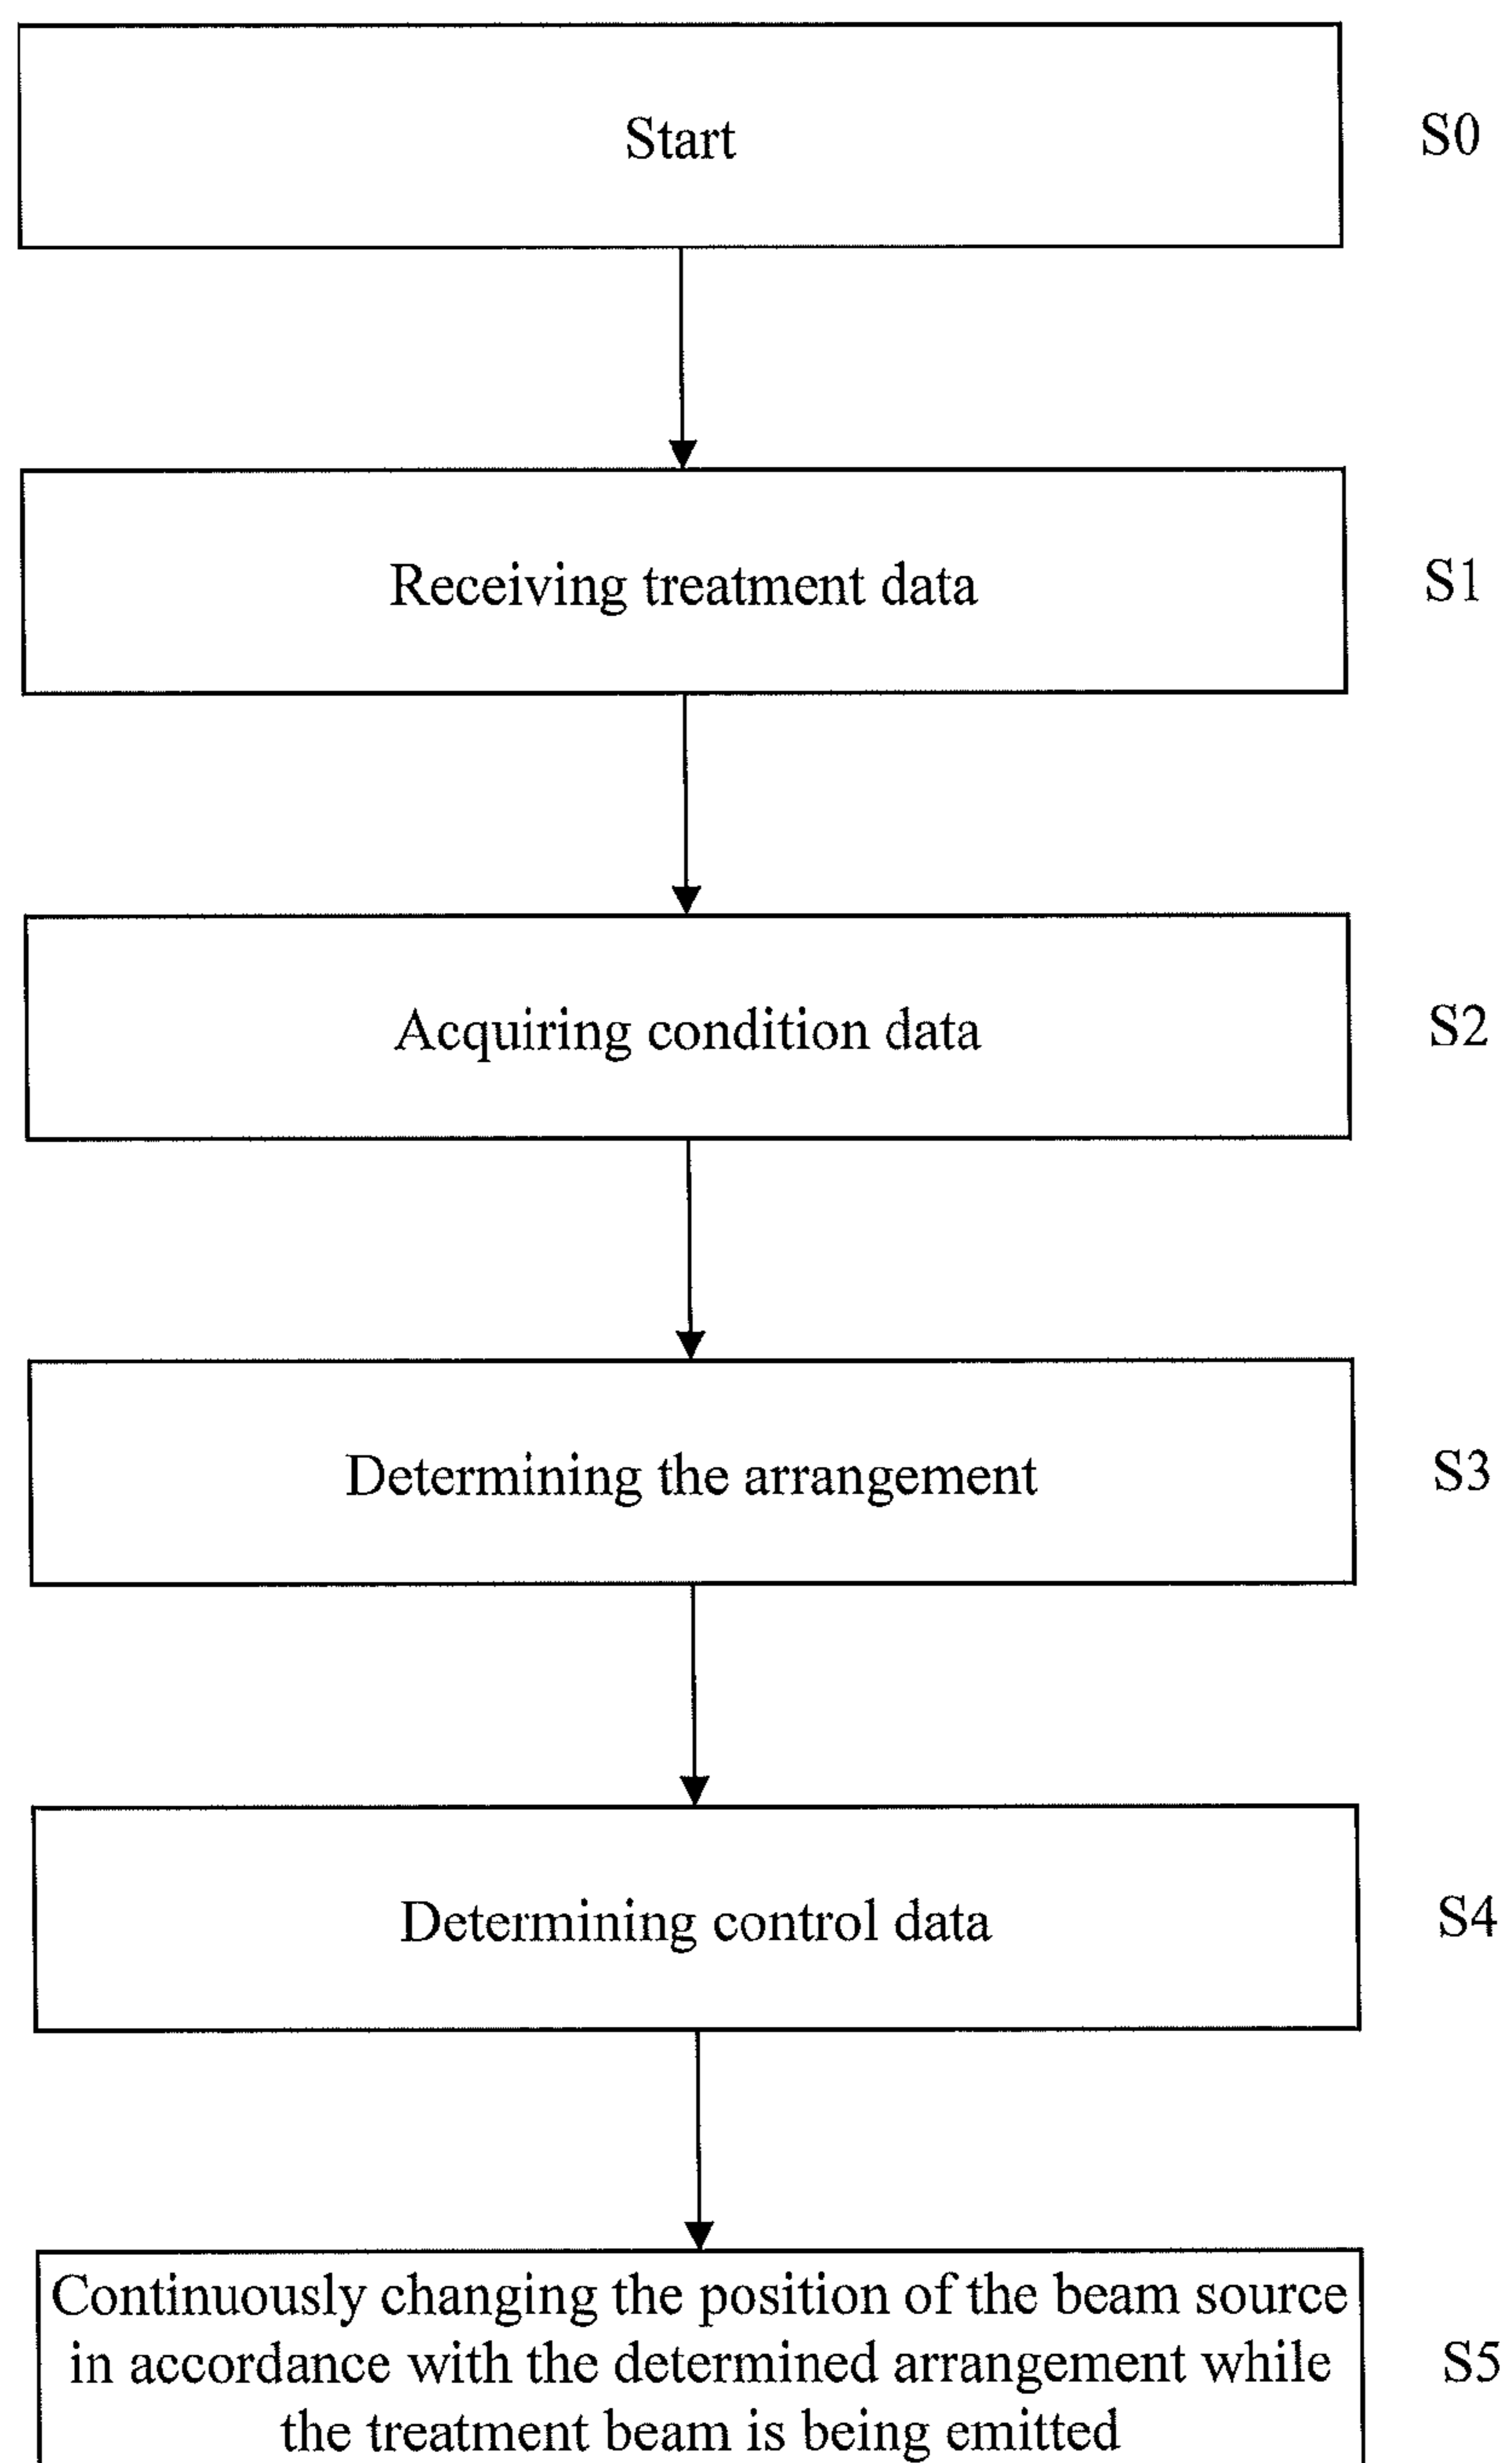 Start
S0
Receiving treatment data
S1
Acquiring condition data
S2
Determining the arrangement
S3
Determining control data
S4
Continuously changing the position of the beam source
in accordance with the determined arrangement while
the treatment beam is being emitted
S5